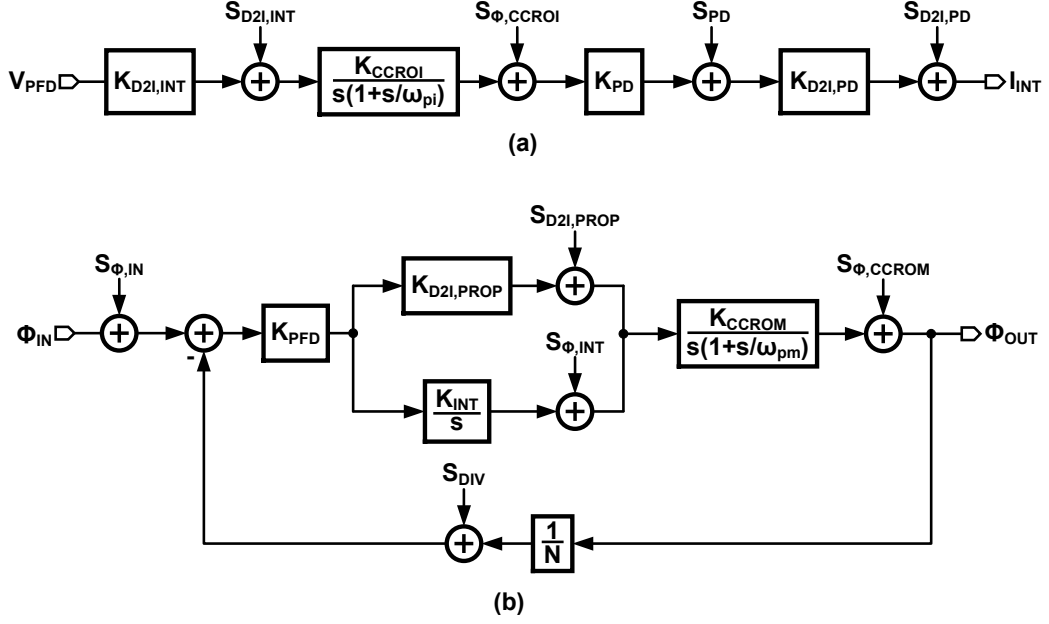 S_D2I,INT S_Φ,CCROI S_PD S_D2I,PD
V_PFD K_D2I,INT + K_CCROI / s(1+s/ω_pi) + K_PD + K_D2I,PD + I_INT
(a)
S_D2I,PROP
S_Φ,IN K_D2I,PROP + S_Φ,CCROM
Φ_IN + + - K_PFD K_CCROM / s(1+s/ω_pm) + Φ_OUT
S_Φ,INT
K_INT / s +
S_DIV
+ 1 / N
(b)